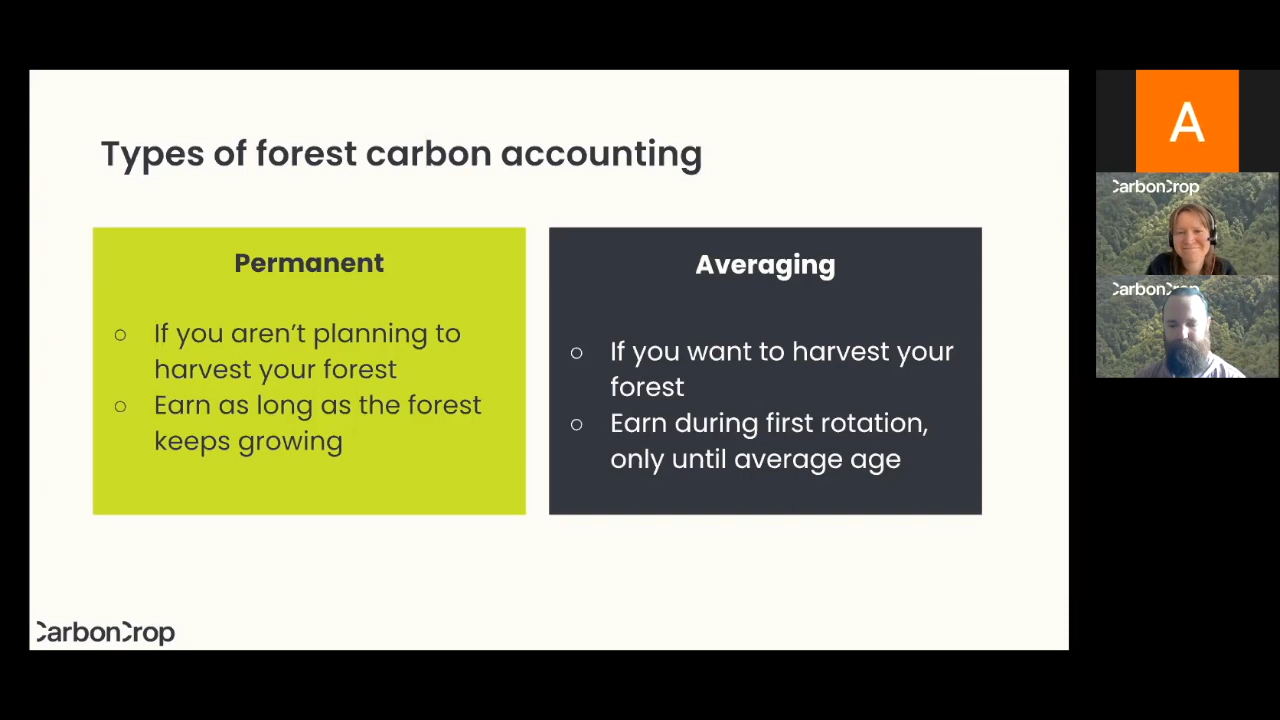 Types of forest carbon accounting
Permanent
○ If you aren’t planning to
harvest your forest
○ Earn as long as the forest
keeps growing
Averaging
○ If you want to harvest your
forest
○ Earn during first rotation,
only until average age
CarbonCrop
A
CarbonCrop
CarbonCrop